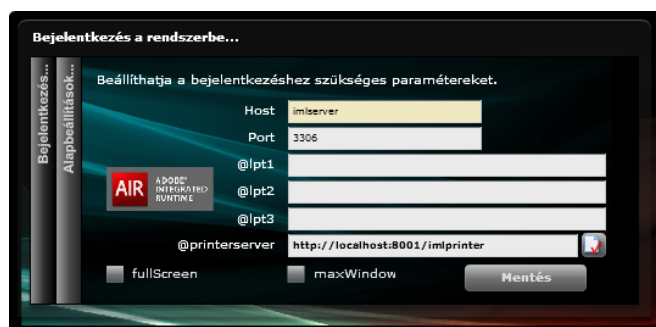 Bejelentkezés a rendszerbe...
Bejelentkezés...
Alapbeállítások...
Beállíthatja a bejelentkezéshez szükséges paramétereket.
Host imlserver
Port 3306
@lpt1
AIR ADOBE® INTEGRATED RUNTIME
@lpt2
@lpt3
@printerserver http://localhost:8001/imlprinter
fullScreen maxWindow Mentés